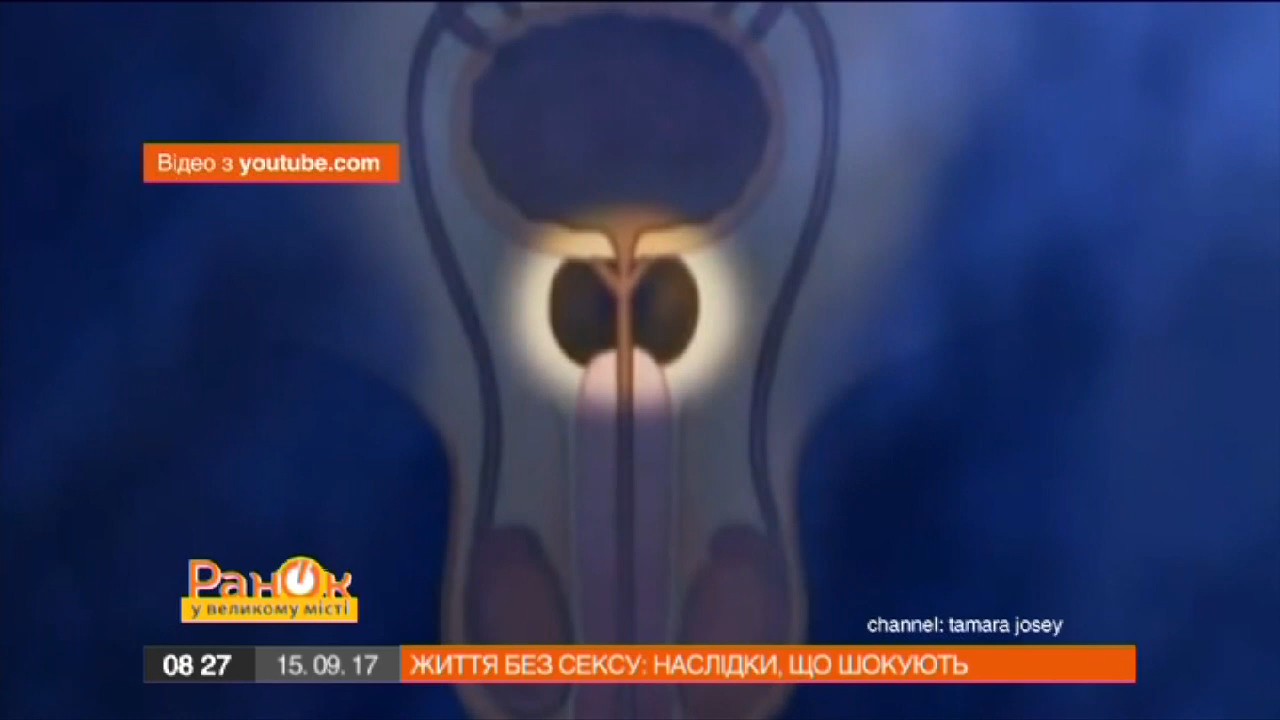 Відео з youtube.com
Ранок
у великому місті
channel: tamara josey
08 27 15. 09. 17 ЖИТТЯ БЕЗ СЕКСУ: НАСЛІДКИ, ЩО ШОКУЮТЬ